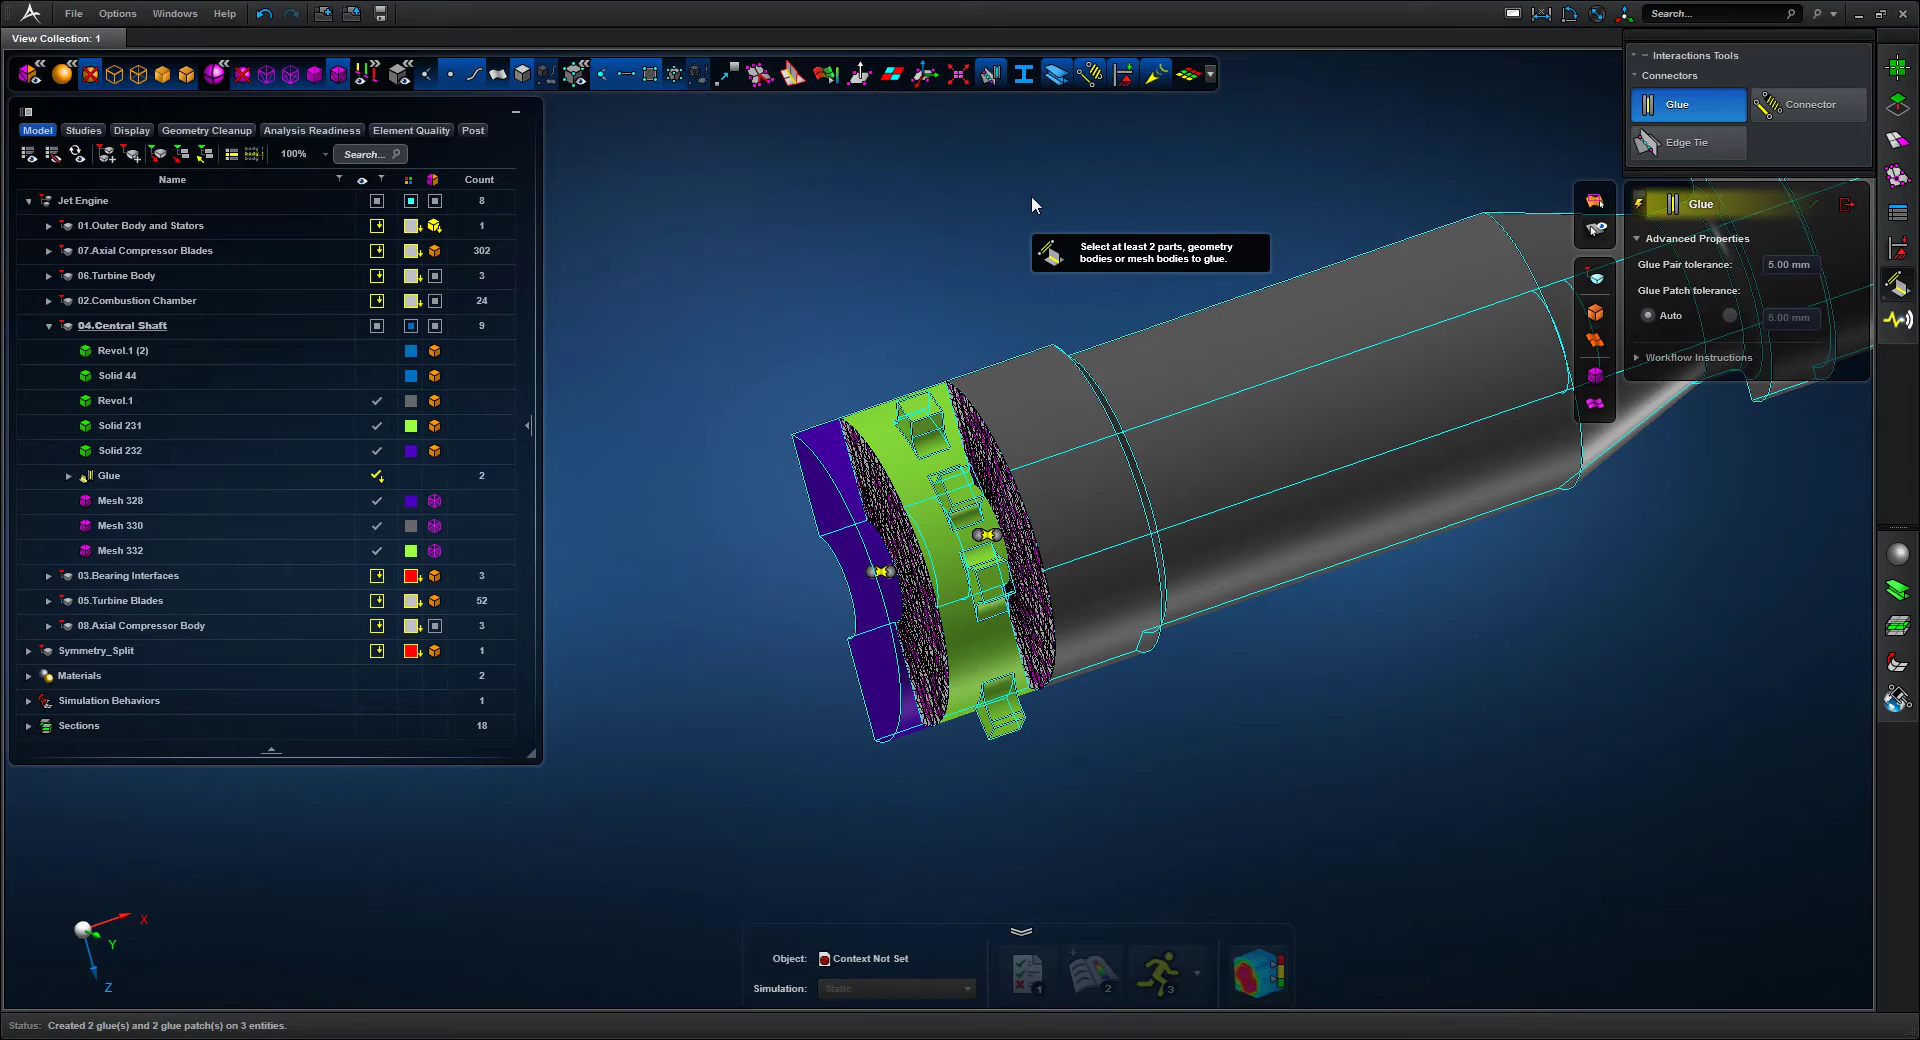 File Options Windows Help Search...
View Collection: 1
Interactions Tools
Connectors
Glue Connector
Edge Tie
Model Studies Display Geometry Cleanup Analysis Readiness Element Quality Post
100% Search...
Name Count
Jet Engine 8
01.Outer Body and Stators 1
07.Axial Compressor Blades 302
06.Turbine Body 3
02.Combustion Chamber 24
04.Central Shaft 9
Revol.1 (2)
Solid 44
Revol.1
Solid 231
Solid 232
Glue 2
Mesh 328
Mesh 330
Mesh 332
03.Bearing Interfaces 3
05.Turbine Blades 52
08.Axial Compressor Body 3
Symmetry_Split 1
Materials 2
Simulation Behaviors 1
Sections 18
Select at least 2 parts, geometry
bodies or mesh bodies to glue.
Glue
Advanced Properties
Glue Pair tolerance: 5.00 mm
Glue Patch tolerance:
Auto 5.00 mm
Workflow Instructions
X
Y
Z
Object: Context Not Set
Simulation: Static
1 2 3
Status: Created 2 glue(s) and 2 glue patch(s) on 3 entities.